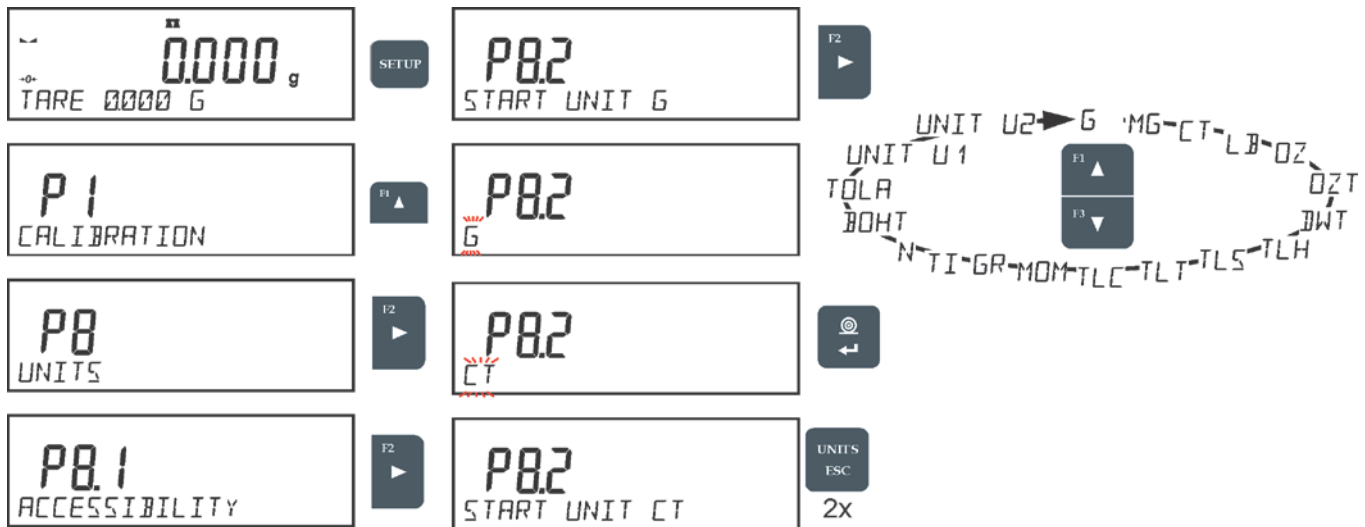 0.000 g
TARE 0.000 G
SETUP
P1
CALIBRATION
F1
P8
UNITS
F2
P8.1
ACCESSIBILITY
F2
P8.2
START UNIT G
F2
P8.2
G
P8.2
CT
P8.2
START UNIT CT
UNITS
ESC
2x
UNIT U2 G MG-CT-LB-OZ
OZT
DWT
TLH
TLS
TLT
TLC
MOM
GR
TI
N
BOHT
TOLA
UNIT U1
F1
F3